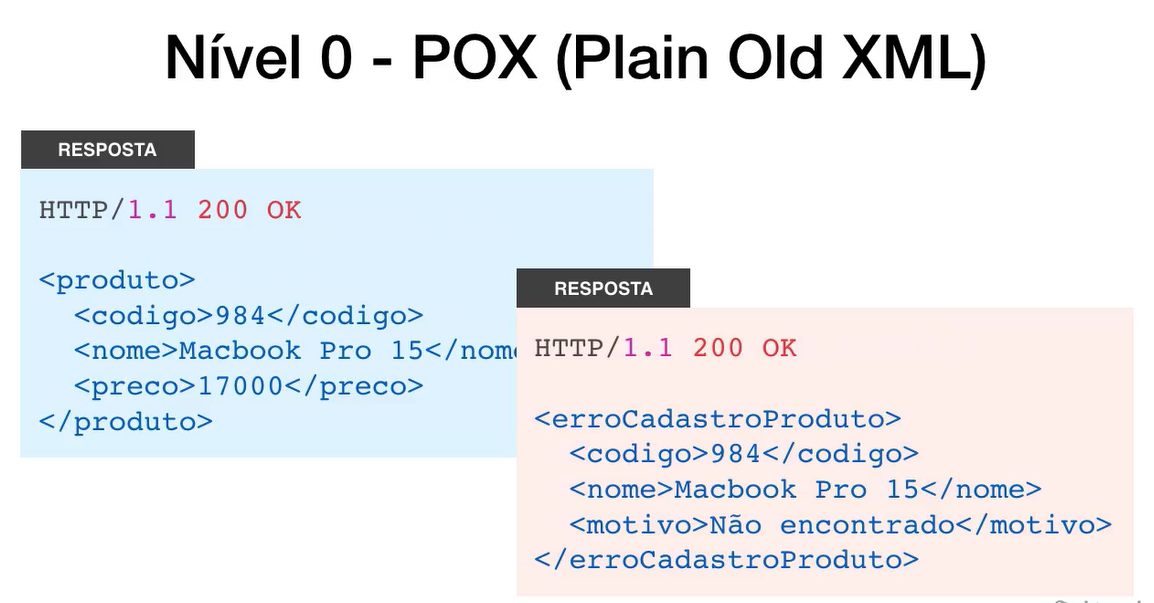 Nível 0 - POX (Plain Old XML)
RESPOSTA
HTTP/1.1 200 OK
<produto>
<codigo>984</codigo>
<nome>Macbook Pro 15</nom
<preco>17000</preco>
</produto>
RESPOSTA
HTTP/1.1 200 OK
<erroCadastroProduto>
<codigo>984</codigo>
<nome>Macbook Pro 15</nome>
<motivo>Não encontrado</motivo>
</erroCadastroProduto>